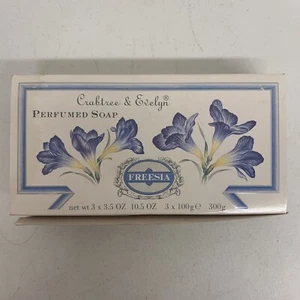 Crabtree & Evelyn®
PERFUMED SOAP
FREESIA
net wt 3 x 3.5 OZ 10.5 OZ 3 x 100g℮ 300g